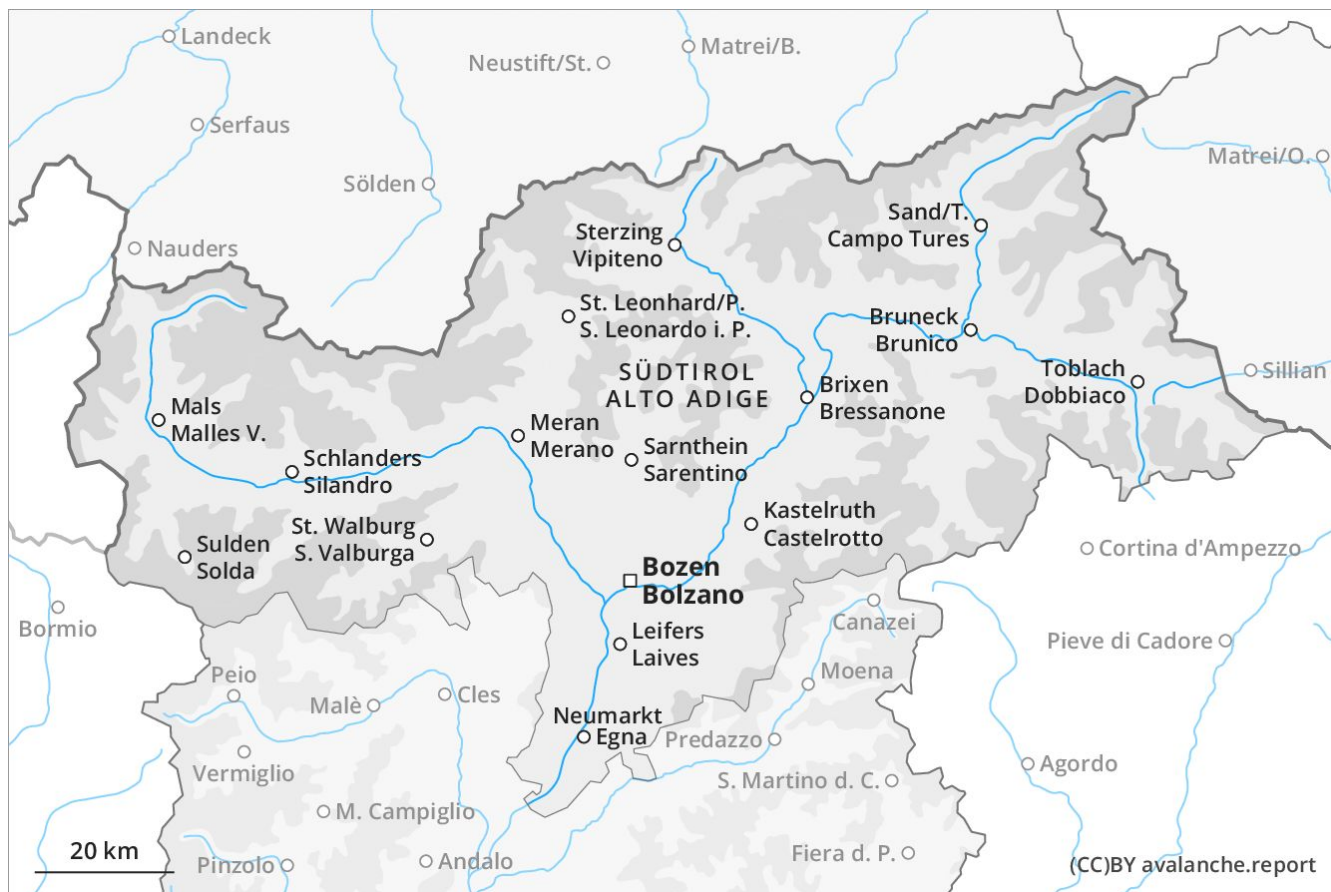 Landeck
Neustift/St.
Matrei/B.
Serfaus
Matrei/O.
Sölden
Sand/T.
Campo Tures
Sterzing
Vipiteno
Nauders
St. Leonhard/P.
S. Leonardo i. P.
Bruneck
Brunico
SÜDTIROL
ALTO ADIGE
Toblach
Dobbiaco
Sillian
Brixen
Bressanone
Mals
Malles V.
Meran
Merano
Sarnthein
Sarentino
Schlanders
Silandro
Kastelruth
Castelrotto
St. Walburg
S. Valburga
Sulden
Solda
Cortina d'Ampezzo
Bozen
Bolzano
Bormio
Canazei
Leifers
Laives
Pieve di Cadore
Peio
Moena
Malè
Cles
Neumarkt
Egna
Predazzo
Vermiglio
Agordo
S. Martino d. C.
M. Campiglio
20 km
Pinzolo
Andalo
Fiera d. P.
(CC)BY avalanche.report